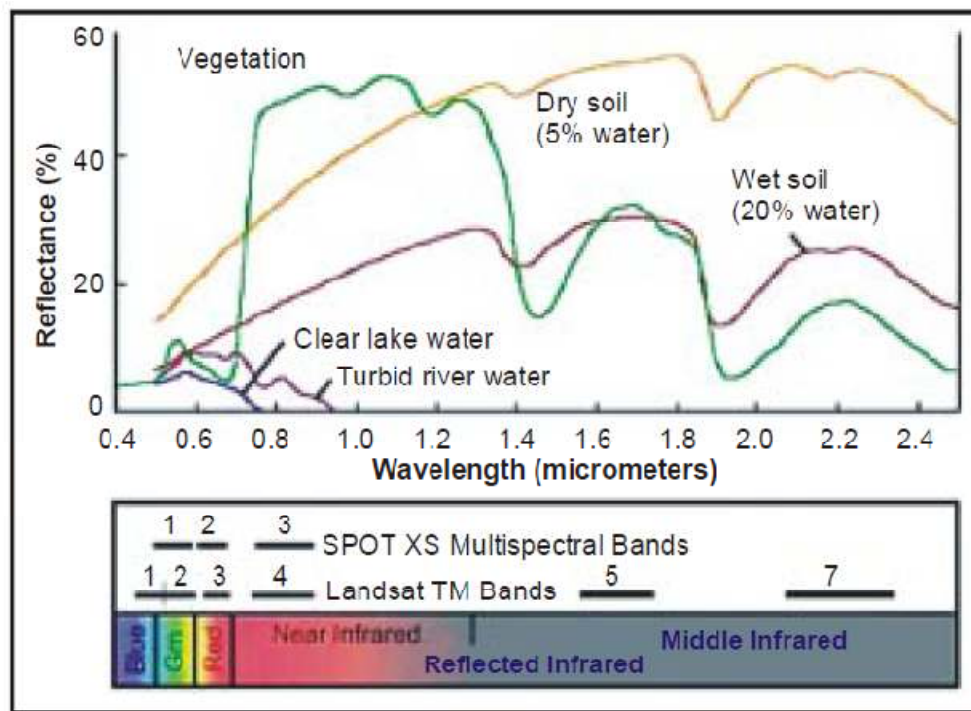 60
Vegetation
Dry soil
(5% water)
40
Wet soil
(20% water)
Reflectance (%)
20
Clear lake water
Turbid river water
0
0.4 0.6 0.8 1.0 1.2 1.4 1.6 1.8 2.0 2.2 2.4
Wavelength (micrometers)
1 2 3
SPOT XS Multispectral Bands
1 2 3 4 Landsat TM Bands 5 7
Blue Grn Red Near Infrared Middle Infrared
Reflected Infrared